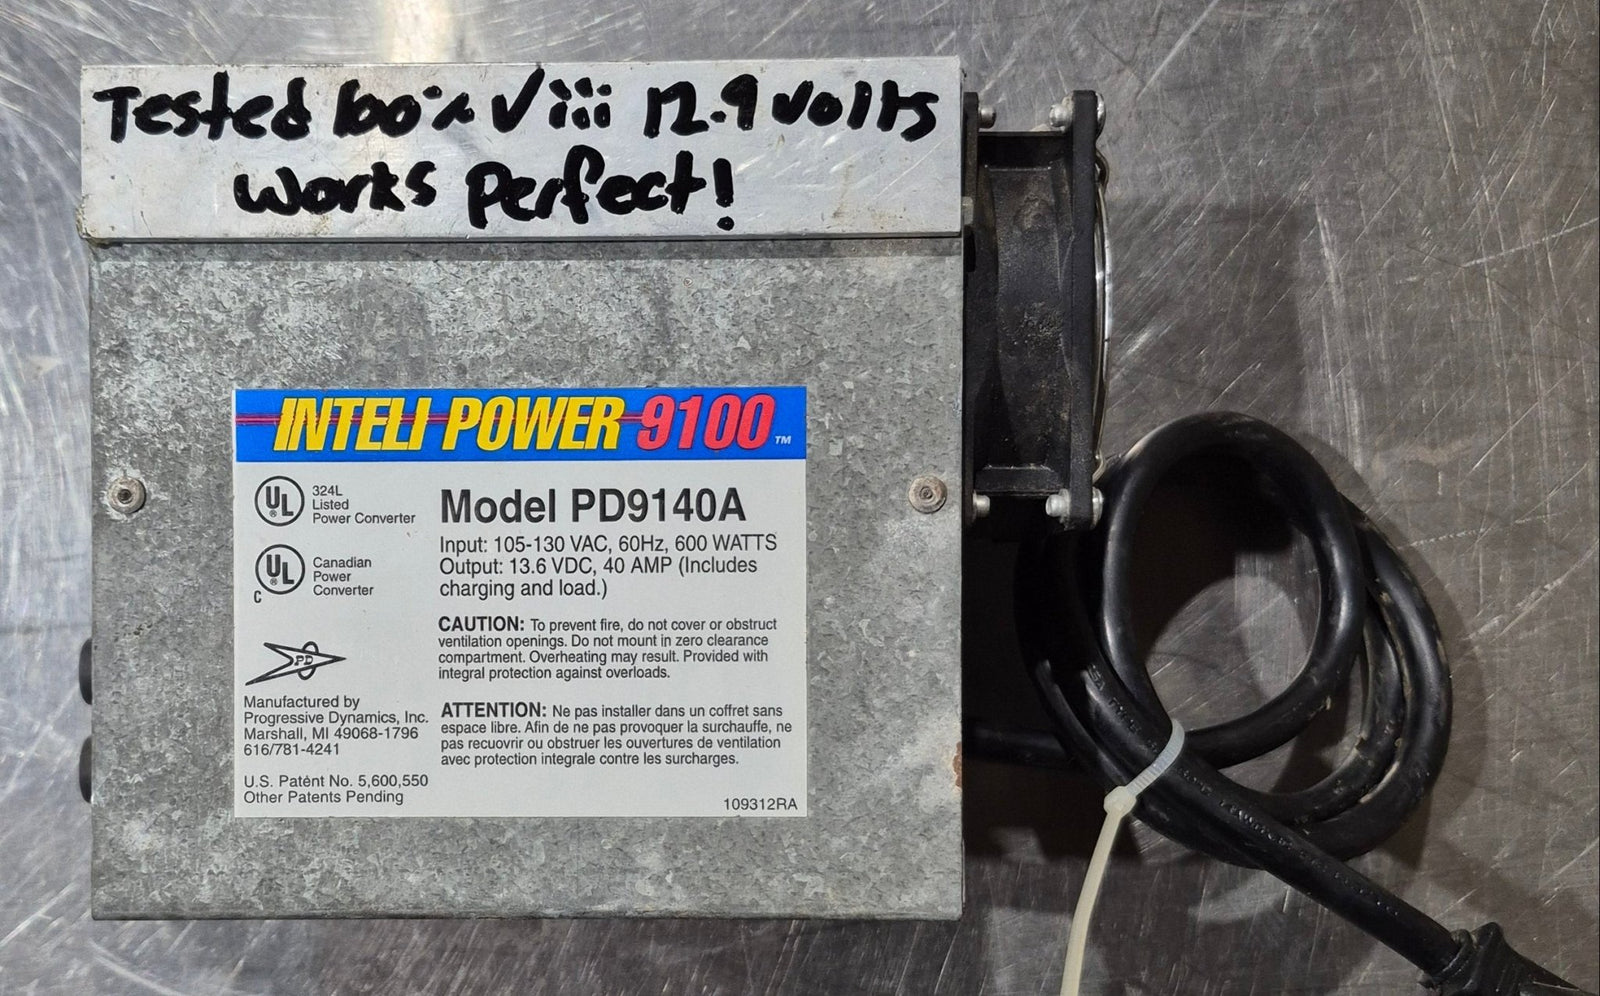 Tested 100% Viii 12.9 volts
works Perfect!
INTELI POWER 9100 TM
UL ®
324L
Listed
Power Converter
C UL ®
Canadian
Power
Converter
PD
Manufactured by
Progressive Dynamics, Inc.
Marshall, MI 49068-1796
616/781-4241
U.S. Patent No. 5,600,550
Other Patents Pending
Model PD9140A
Input: 105-130 VAC, 60Hz, 600 WATTS
Output: 13.6 VDC, 40 AMP (Includes
charging and load.)
CAUTION: To prevent fire, do not cover or obstruct
ventilation openings. Do not mount in zero clearance
compartment. Overheating may result. Provided with
integral protection against overloads.
ATTENTION: Ne pas installer dans un coffret sans
espace libre. Afin de ne pas provoquer la surchauffe, ne
pas recuovrir ou obstruer les ouvertures de ventilation
avec protection integrale contre les surcharges.
109312RA